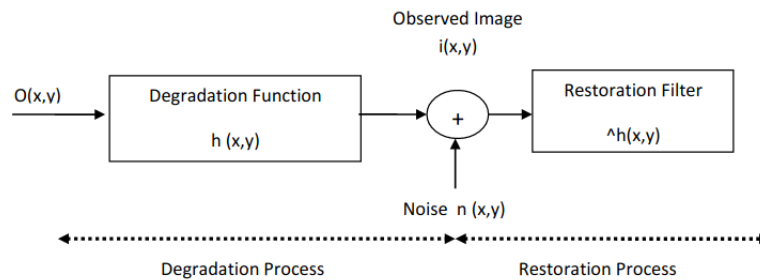 Observed Image
i(x,y)
O(x,y)
Degradation Function
h (x,y)
+
Restoration Filter
^h(x,y)
Noise n (x,y)
Degradation Process
Restoration Process